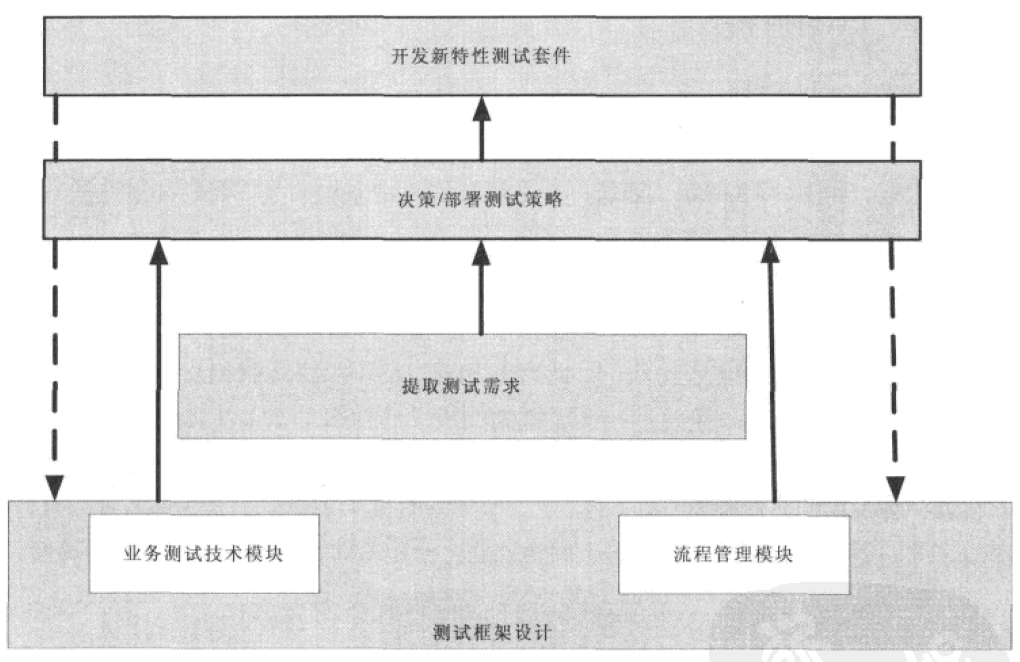 开发新特性测试套件
决策/部署测试策略
提取测试需求
业务测试技术模块
流程管理模块
测试框架设计